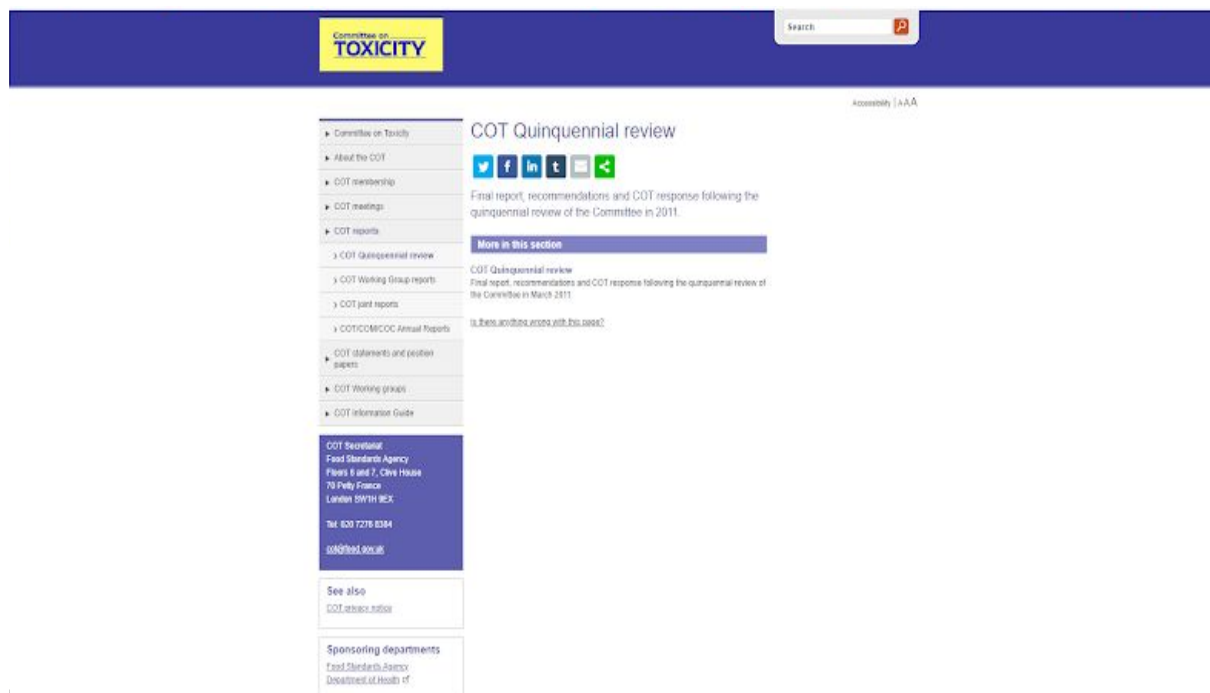 Committee on
TOXICITY
Search
Accessibility | A A A
Committee on Toxicity
About the COT
COT membership
COT meetings
COT reports
COT Quinquennial review
COT Working Group reports
COT joint reports
COT/COM/COC Annual Reports
COT statements and position
papers
COT Working groups
COT Information Guide
COT Secretariat
Food Standards Agency
Floors 6 and 7, Clive House
70 Petty France
London SW1H 9EX
Tel: 020 7276 8384
cot@food.gov.uk
See also
COT privacy notice
Sponsoring departments
Food Standards Agency
Department of Health
COT Quinquennial review
Final report, recommendations and COT response following the
quinquennial review of the Committee in 2011.
More in this section
COT Quinquennial review
Final report, recommendations and COT response following the quinquennial review of
the Committee in March 2011
Is there anything wrong with this page?